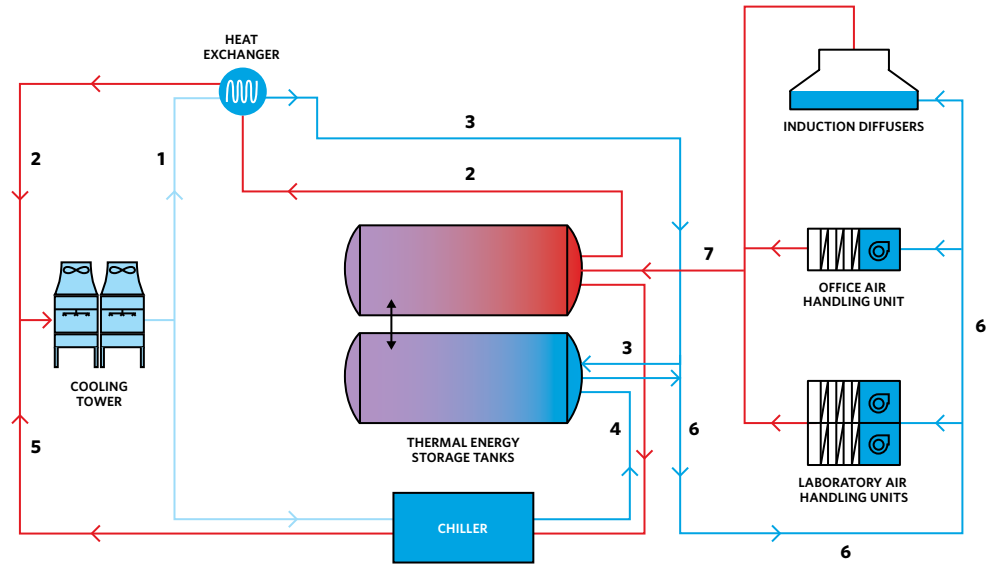 HEAT
EXCHANGER
3
2
1
2
INDUCTION DIFFUSERS
7
OFFICE AIR
HANDLING UNIT
6
3
COOLING
TOWER
5
THERMAL ENERGY
STORAGE TANKS
4
6
LABORATORY AIR
HANDLING UNITS
CHILLER
6